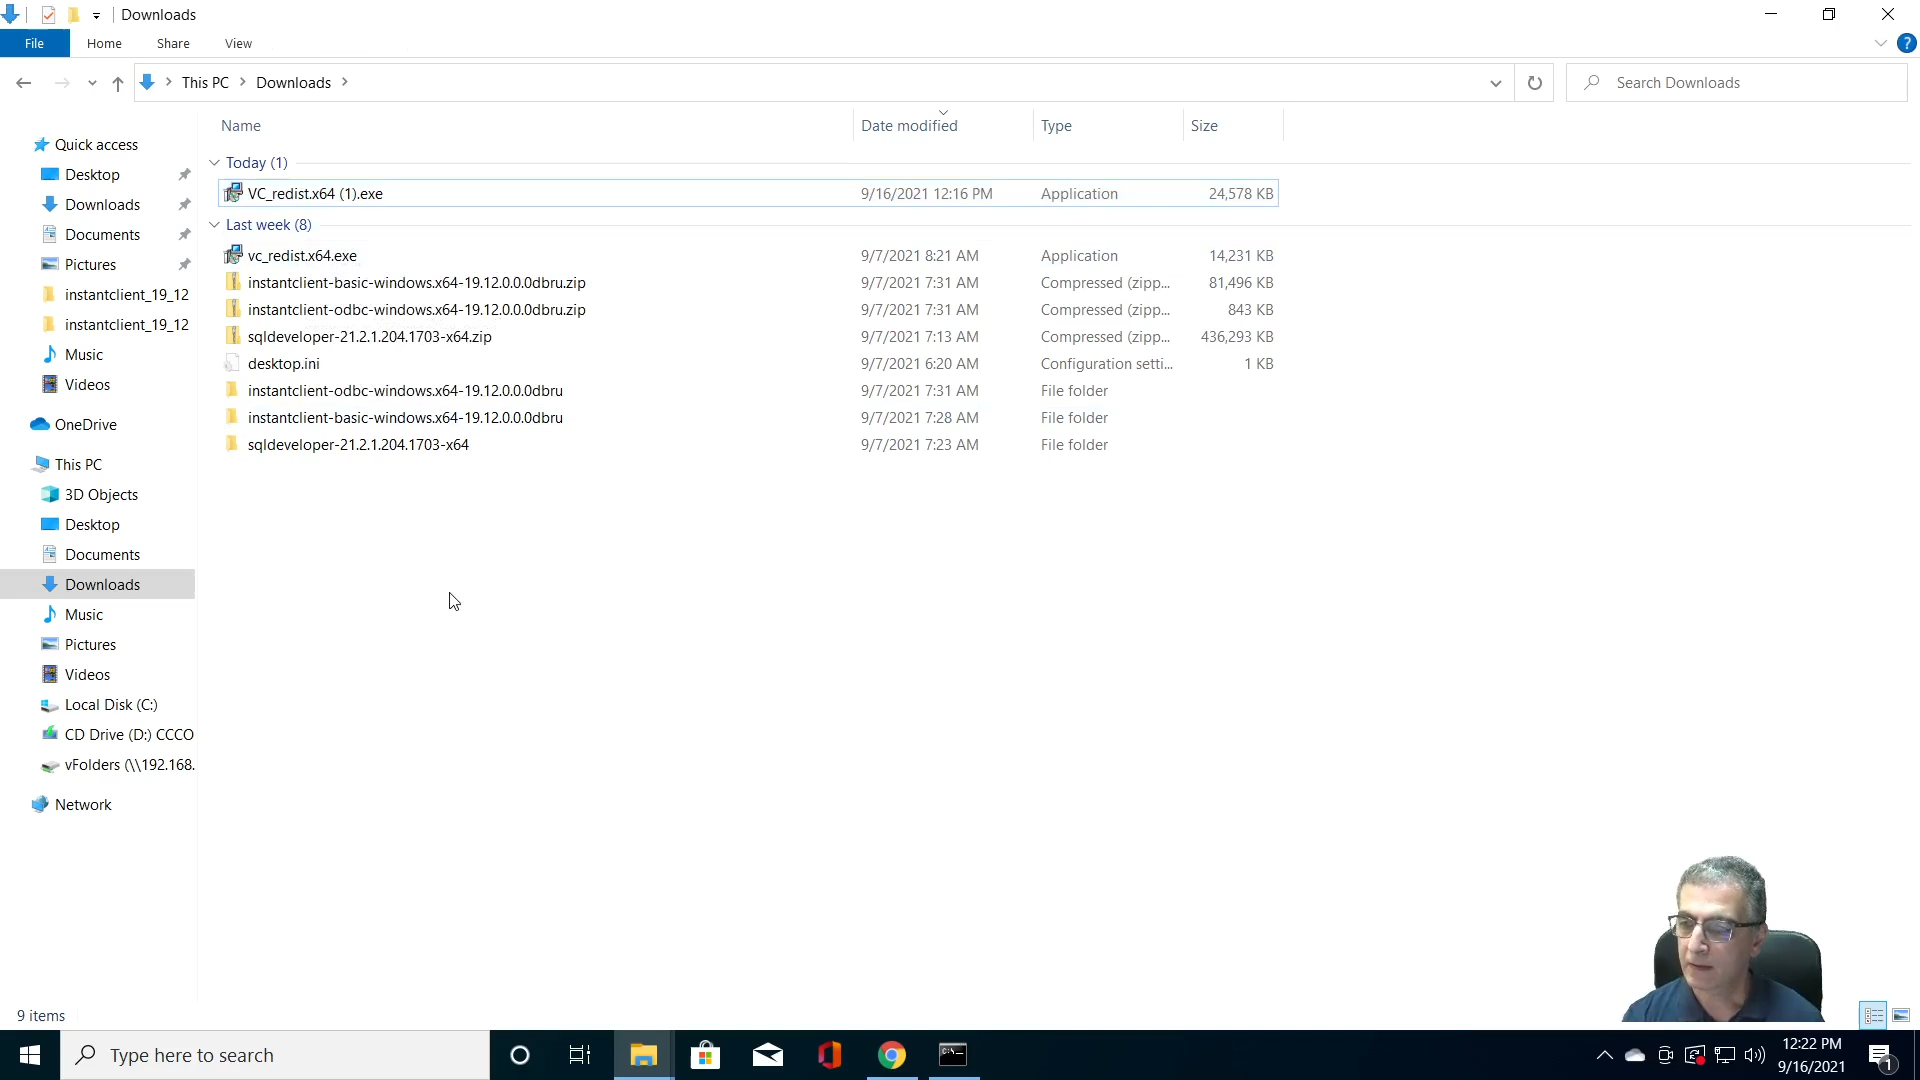 Downloads
File Home Share View ?
This PC Downloads
Search Downloads
Name Date modified Type Size
Quick access
Desktop
Downloads
Documents
Pictures
instantclient_19_12
instantclient_19_12
Music
Videos
OneDrive
This PC
3D Objects
Desktop
Documents
Downloads
Music
Pictures
Videos
Local Disk (C:)
CD Drive (D:) CCCO
vFolders (\\192.168.
Network
Today (1)
VC_redist.x64 (1).exe 9/16/2021 12:16 PM Application 24,578 KB
Last week (8)
vc_redist.x64.exe 9/7/2021 8:21 AM Application 14,231 KB
instantclient-basic-windows.x64-19.12.0.0.0dbru.zip 9/7/2021 7:31 AM Compressed (zipp... 81,496 KB
instantclient-odbc-windows.x64-19.12.0.0.0dbru.zip 9/7/2021 7:31 AM Compressed (zipp... 843 KB
sqldeveloper-21.2.1.204.1703-x64.zip 9/7/2021 7:13 AM Compressed (zipp... 436,293 KB
desktop.ini 9/7/2021 6:20 AM Configuration setti... 1 KB
instantclient-odbc-windows.x64-19.12.0.0.0dbru 9/7/2021 7:31 AM File folder
instantclient-basic-windows.x64-19.12.0.0.0dbru 9/7/2021 7:28 AM File folder
sqldeveloper-21.2.1.204.1703-x64 9/7/2021 7:23 AM File folder
9 items
Type here to search
12:22 PM
9/16/2021
1